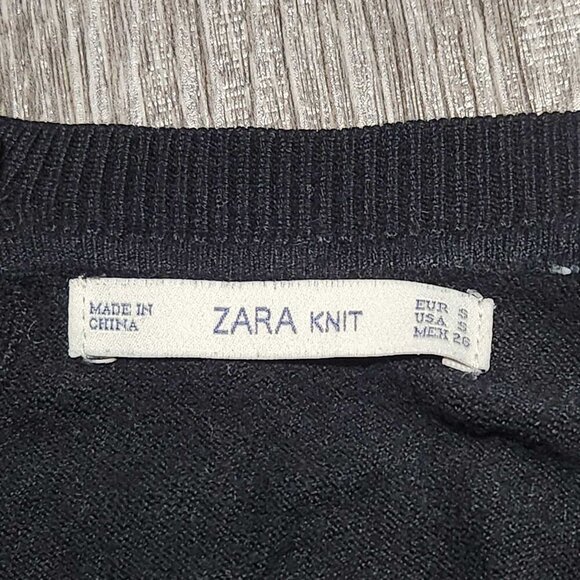 MADE IN
CHINA
ZARA KNIT
EUR S
USA S
MEX 26